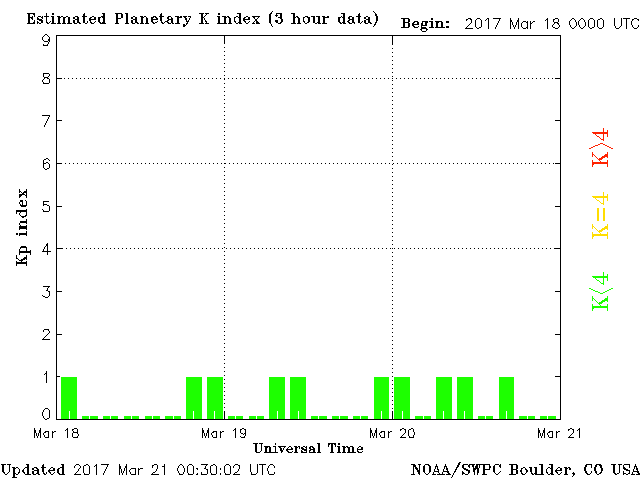 Estimated Planetary K index (3 hour data)
Begin: 2017 Mar 18 0000 UTC
9
8
7
6
5
4
3
2
1
0
Kp index
Mar 18
Mar 19
Mar 20
Mar 21
Universal Time
K>4
K=4
K<4
Updated 2017 Mar 21 00:30:02 UTC
NOAA/SWPC Boulder, CO USA